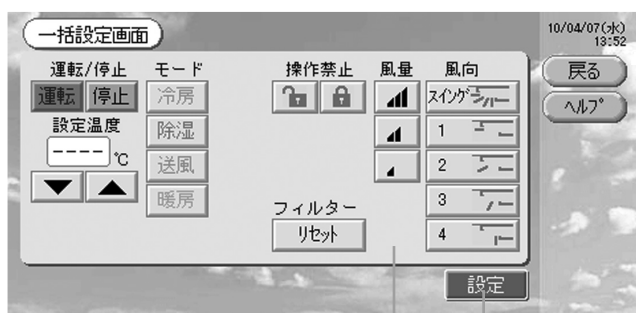 一括設定画面
10/04/07(水)
13:52
運転/停止
運転
停止
設定温度
----℃
モード
冷房
除湿
送風
暖房
操作禁止
フィルター
リセット
風量
風向
スイング
1
2
3
4
戻る
ヘルプ
設定